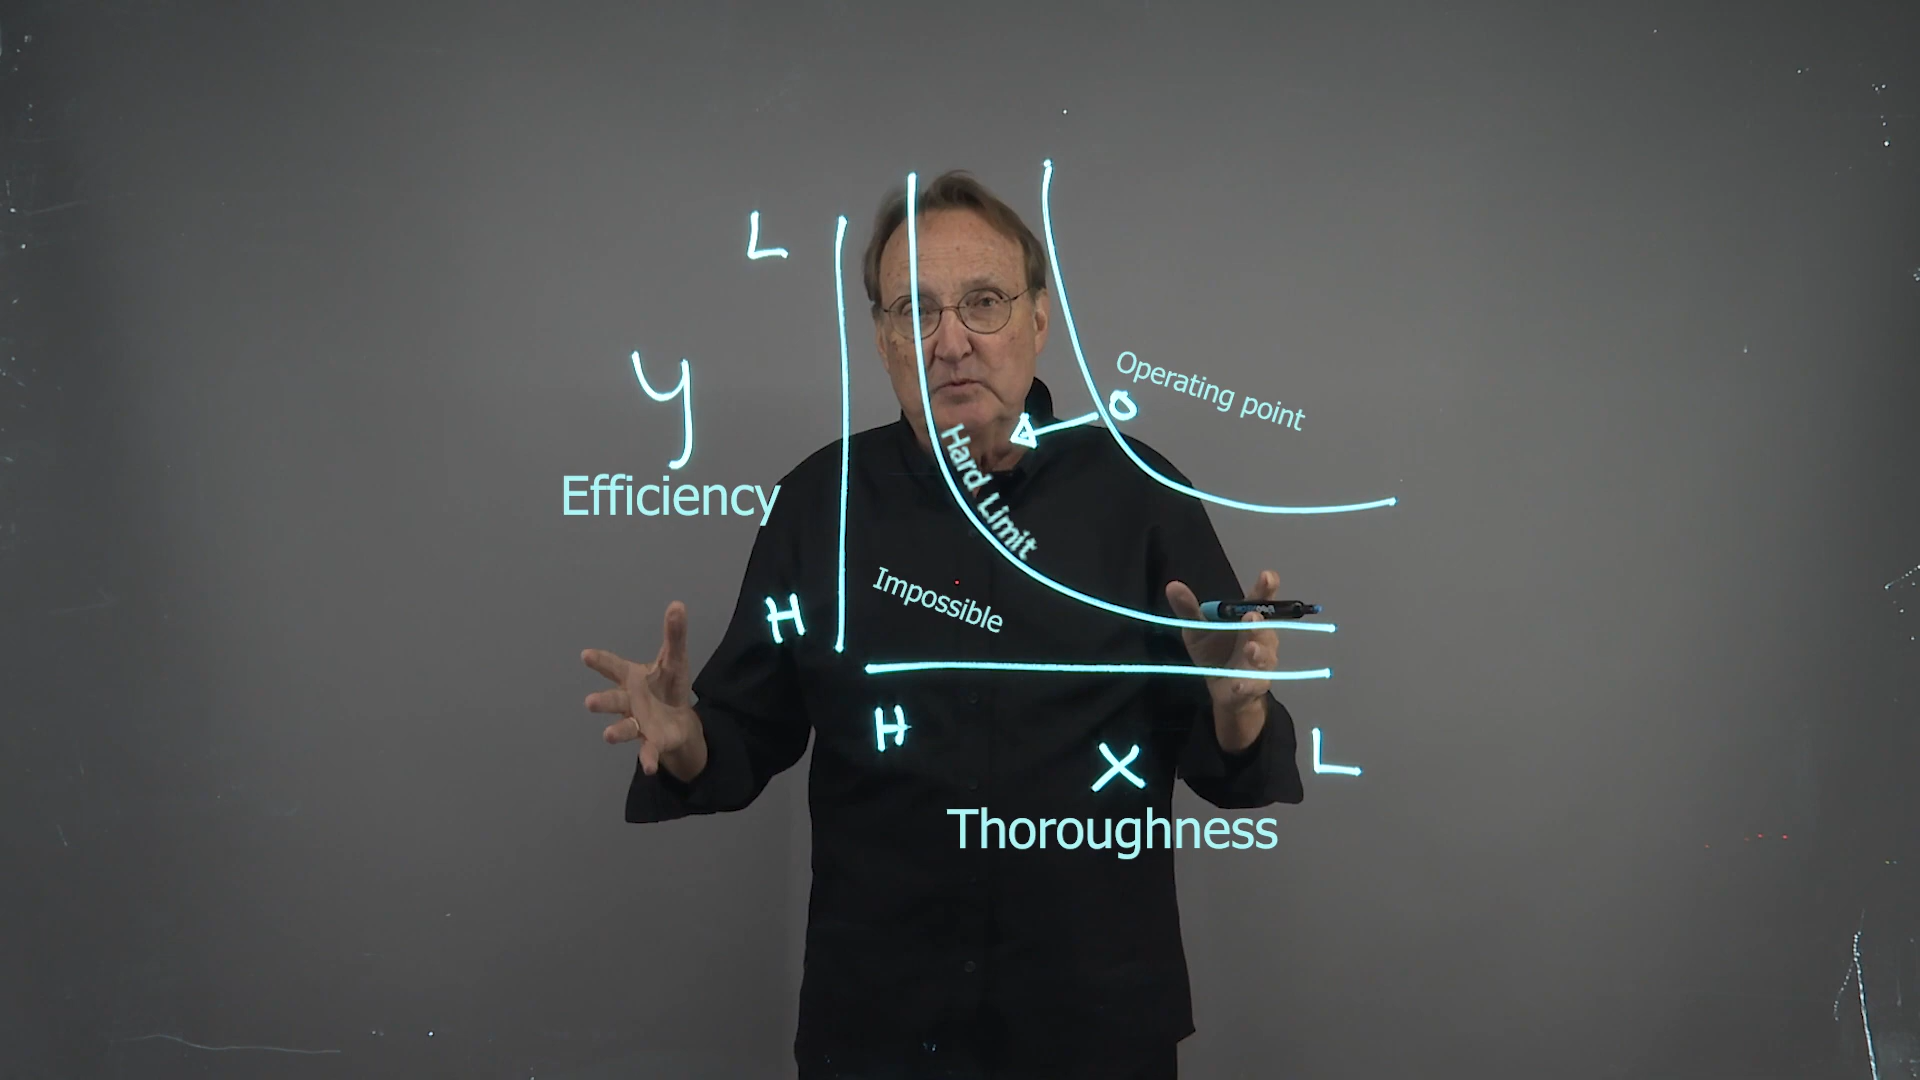 L
Operating point
O
y
Hard Limit
Efficiency
Impossible
H
H
X
L
Thoroughness